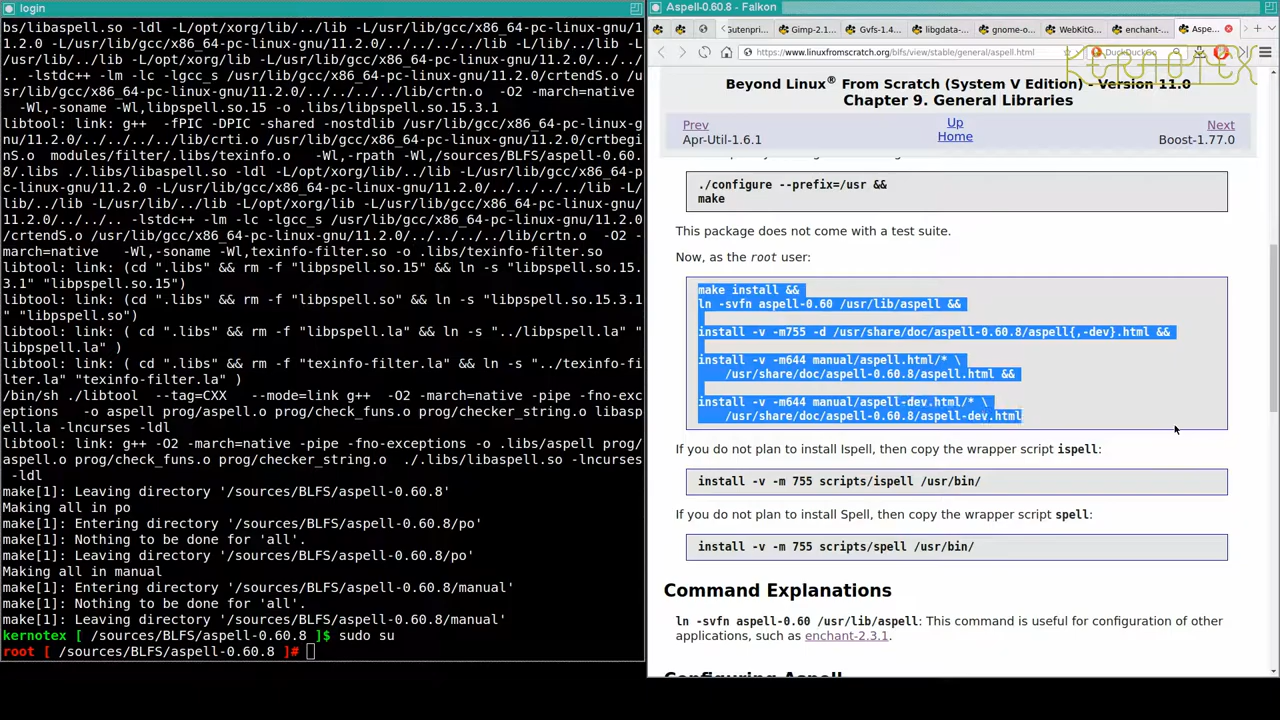 login
bs/libaspell.so -ldl -L/opt/xorg/lib -L/usr/lib/gcc/x86_64-pc-linux-gnu/1
1.2.0 -L/usr/lib/gcc/x86_64-pc-linux-gnu/11.2.0/../../../../lib -L/lib/..
/lib -L/usr/lib/../lib -L/opt/xorg/lib/../lib -L/lib/../lib -L/usr/lib/..
/lib -L/usr/lib/gcc/x86_64-pc-linux-gnu/11.2.0/../../.. -lstdc++ -lm -lc -lgcc_s /u
sr/lib/gcc/x86_64-pc-linux-gnu/11.2.0/crtendS.o /usr/lib/gcc/x86_64-pc-li
nux-gnu/11.2.0/../../../../lib/crtn.o  -O2 -march=native
-Wl,-soname -Wl,libpspell.so.15 -o .libs/libpspell.so.15.3.1
libtool: link: g++  -fPIC -DPIC -shared -nostdlib /usr/lib/gcc/x86_64-pc-linux-g
nu/11.2.0/../../../../lib/crti.o /usr/lib/gcc/x86_64-pc-linux-gnu/11.2.0/crtbegi
nS.o  modules/filter/.libs/texinfo.o   -Wl,-rpath -Wl,/sources/BLFS/aspell-0.60.
8/.libs ./.libs/libaspell.so -ldl -L/opt/xorg/lib -L/usr/lib/gcc/x86_64-p
c-linux-gnu/11.2.0 -L/usr/lib/gcc/x86_64-pc-linux-gnu/11.2.0/../../../../lib -L/
lib/../lib -L/usr/lib/../lib -L/opt/xorg/lib/../lib -L/usr/lib/gcc/x86_64-pc-linux-gnu/
11.2.0/../../.. -lstdc++ -lm -lc -lgcc_s /usr/lib/gcc/x86_64-pc-linux-gnu/11.2.0
/crtendS.o /usr/lib/gcc/x86_64-pc-linux-gnu/11.2.0/../../../../lib/crtn.o  -O2 -
march=native   -Wl,-soname -Wl,texinfo-filter.so -o .libs/texinfo-filter.so
libtool: link: (cd ".libs" && rm -f "libpspell.so.15" && ln -s "libpspell.so.15.
3.1" "libpspell.so.15")
libtool: link: (cd ".libs" && rm -f "libpspell.so" && ln -s "libpspell.so.15.3.1
" "libpspell.so")
libtool: link: ( cd ".libs" && rm -f "libpspell.la" && ln -s "../libpspell.la" "
libpspell.la" )
libtool: link: ( cd ".libs" && rm -f "texinfo-filter.la" && ln -s "../texinfo-fi
lter.la" "texinfo-filter.la" )
/bin/sh ./libtool  --tag=CXX  --mode=link g++  -O2 -march=native -pipe -fno-exc
eptions   -o aspell prog/aspell.o prog/check_funs.o prog/checker_string.o libasp
ell.la -lncurses -ldl
libtool: link: g++ -O2 -march=native -pipe -fno-exceptions -o .libs/aspell prog/
aspell.o prog/check_funs.o prog/checker_string.o  ./.libs/libaspell.so -lncurses
-ldl
make[1]: Leaving directory '/sources/BLFS/aspell-0.60.8'
Making all in po
make[1]: Entering directory '/sources/BLFS/aspell-0.60.8/po'
make[1]: Nothing to be done for 'all'.
make[1]: Leaving directory '/sources/BLFS/aspell-0.60.8/po'
Making all in manual
make[1]: Entering directory '/sources/BLFS/aspell-0.60.8/manual'
make[1]: Nothing to be done for 'all'.
make[1]: Leaving directory '/sources/BLFS/aspell-0.60.8/manual'
kernotex [ /sources/BLFS/aspell-0.60.8 ]$ sudo su
root [ /sources/BLFS/aspell-0.60.8 ]#
Aspell-0.60.8 - Falkon
Gutenprin... Gimp-2.1... Gvfs-1.4... libgdata-... gnome-o... WebKitG... enchant-... Aspe...
https://www.linuxfromscratch.org/blfs/view/stable/general/aspell.html
DuckDuckGo
KERNOTEX
Beyond Linux® From Scratch (System V Edition) - Version 11.0
Chapter 9. General Libraries
Prev Up Next
Apr-Util-1.6.1 Home Boost-1.77.0
./configure --prefix=/usr &&
make
This package does not come with a test suite.
Now, as the root user:
make install &&
ln -svfn aspell-0.60 /usr/lib/aspell &&
install -v -m755 -d /usr/share/doc/aspell-0.60.8/aspell{,-dev}.html &&
install -v -m644 manual/aspell.html/* \
/usr/share/doc/aspell-0.60.8/aspell.html &&
install -v -m644 manual/aspell-dev.html/* \
/usr/share/doc/aspell-0.60.8/aspell-dev.html
If you do not plan to install Ispell, then copy the wrapper script ispell:
install -v -m 755 scripts/ispell /usr/bin/
If you do not plan to install Spell, then copy the wrapper script spell:
install -v -m 755 scripts/spell /usr/bin/
Command Explanations
ln -svfn aspell-0.60 /usr/lib/aspell: This command is useful for configuration of other
applications, such as enchant-2.3.1.
Configuring Aspell